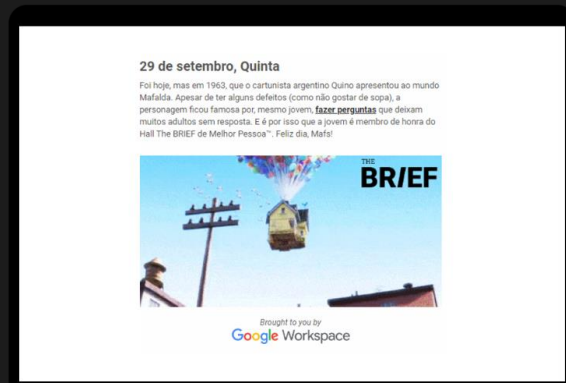 29 de setembro, Quinta
Foi hoje, mas em 1963, que o cartunista argentino Quino apresentou ao mundo
Mafalda. Apesar de ter alguns defeitos (como não gostar de sopa), a
personagem ficou famosa por, mesmo jovem, fazer perguntas que deixam
muitos adultos sem resposta. E é por isso que a jovem é membro de honra do
Hall The BRIEF de Melhor Pessoa™. Feliz dia, Mafs!
THE
BR/EF
Brought to you by
Google Workspace